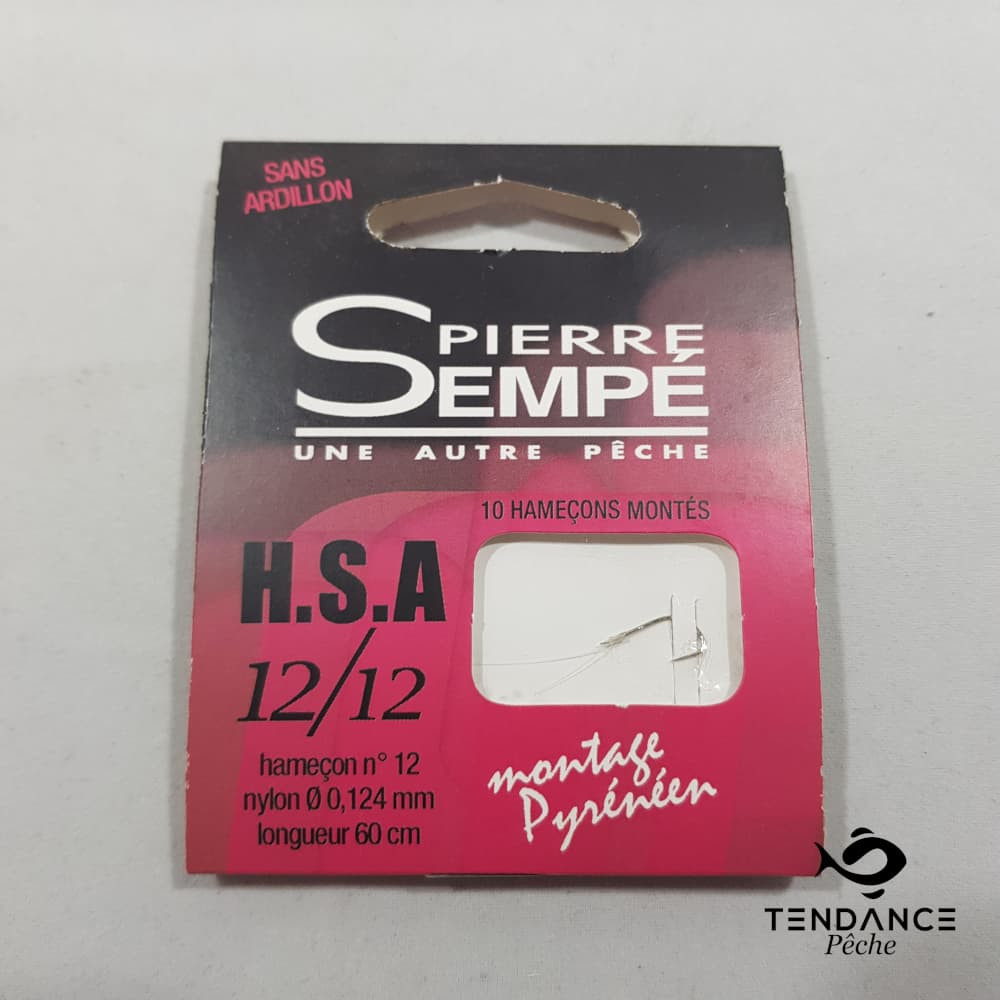 SANS
ARDILLON
PIERRE
SEMPÉ
UNE AUTRE PÊCHE
10 HAMEÇONS MONTÉS
H.S.A
12/12
hameçon n° 12
nylon Ø 0,124 mm
longueur 60 cm
montage
Pyrénéen
TENDANCE
Pêche